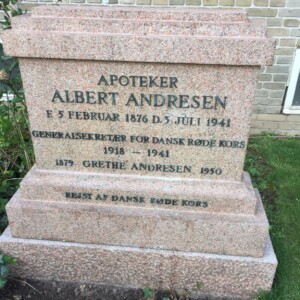 APOTEKER
ALBERT ANDRESEN
F. 5 FEBRUAR 1876 D. 5 JULI 1941
GENERALSEKRETÆR FOR DANSK RØDE KORS
1918 - 1941
1879 GRETHE ANDRESEN 1950
REJST AF DANSK RØDE KORS